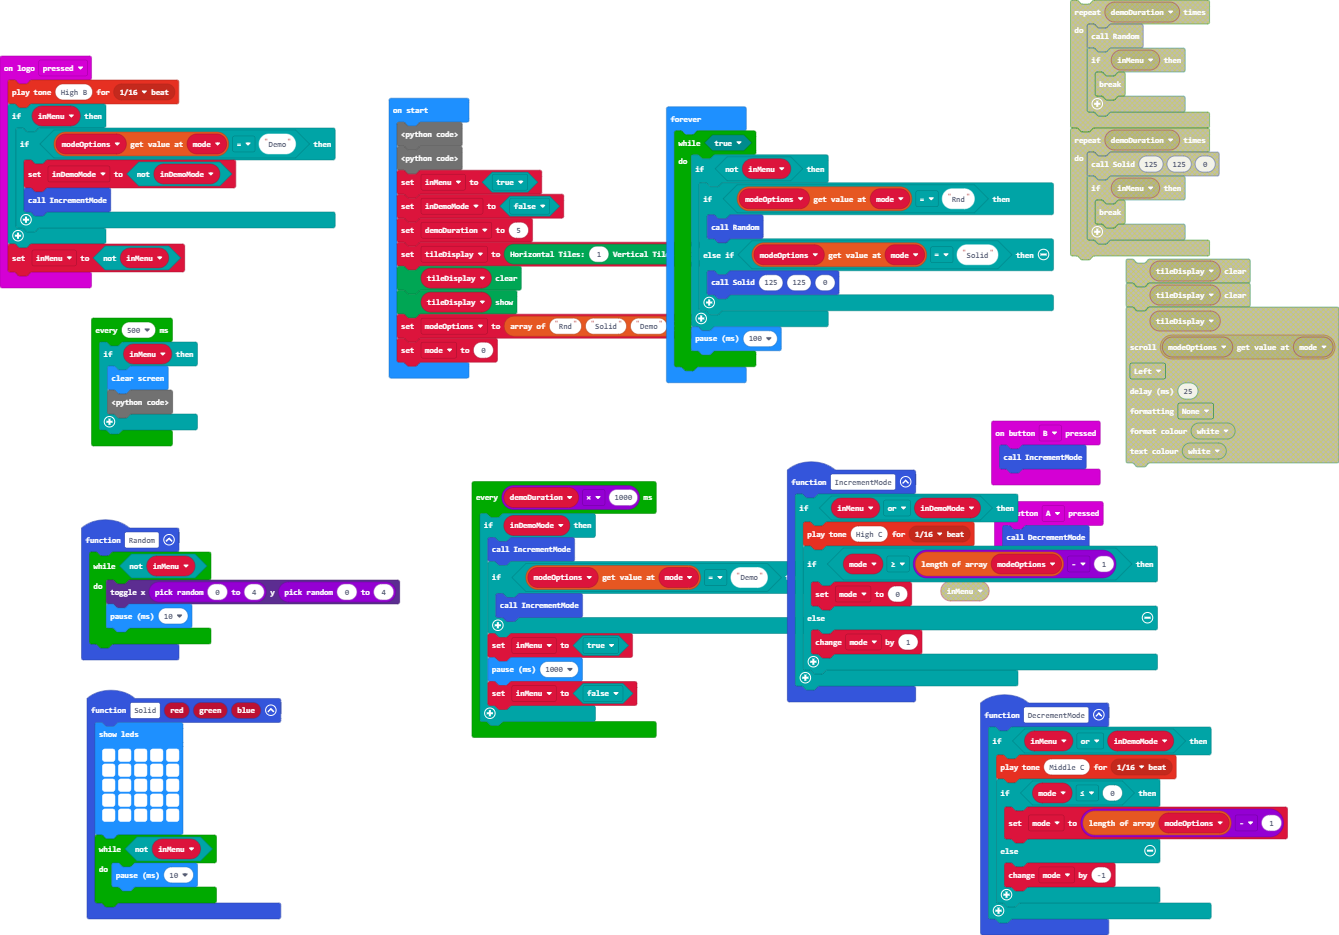 on logo pressed
play tone High B for 1/16 beat
if inMenu then
if modeOptions get value at mode = "Demo" then
set inDemoMode to not inDemoMode
call IncrementMode
set inMenu to not inMenu
every 500 ms
if inMenu then
clear screen
<python code>
function Random
while not inMenu
do toggle x pick random 0 to 4 y pick random 0 to 4
pause (ms) 10
function Solid red green blue
show leds
while not inMenu
do pause (ms) 10
on start
<python code>
<python code>
set inMenu to true
set inDemoMode to false
set demoDuration to 5
set tileDisplay to Horizontal Tiles: 1 Vertical Til
tileDisplay clear
tileDisplay show
set modeOptions to array of "Rnd" "Solid" "Demo"
set mode to 0
forever
while true
do if not inMenu then
if modeOptions get value at mode = "Rnd" then
call Random
else if modeOptions get value at mode = "Solid" then
call Solid 125 125 0
pause (ms) 100
every demoDuration × 1000 ms
if inDemoMode then
call IncrementMode
if modeOptions get value at mode = "Demo"
call IncrementMode
set inMenu to true
pause (ms) 1000
set inMenu to false
function IncrementMode
if inMenu or inDemoMode then
play tone High C for 1/16 beat
if mode ≥ length of array modeOptions - 1 then
set mode to 0
else
change mode by 1
inMenu
on button B pressed
call IncrementMode
tton A pressed
call DecrementMode
function DecrementMode
if inMenu or inDemoMode then
play tone Middle C for 1/16 beat
if mode ≤ 0 then
set mode to length of array modeOptions - 1
else
change mode by -1
repeat demoDuration times
do call Random
if inMenu then
break
repeat demoDuration times
do call Solid 125 125 0
if inMenu then
break
tileDisplay clear
tileDisplay clear
tileDisplay
scroll modeOptions get value at mode
Left
delay (ms) 25
formatting None
format colour white
text colour white